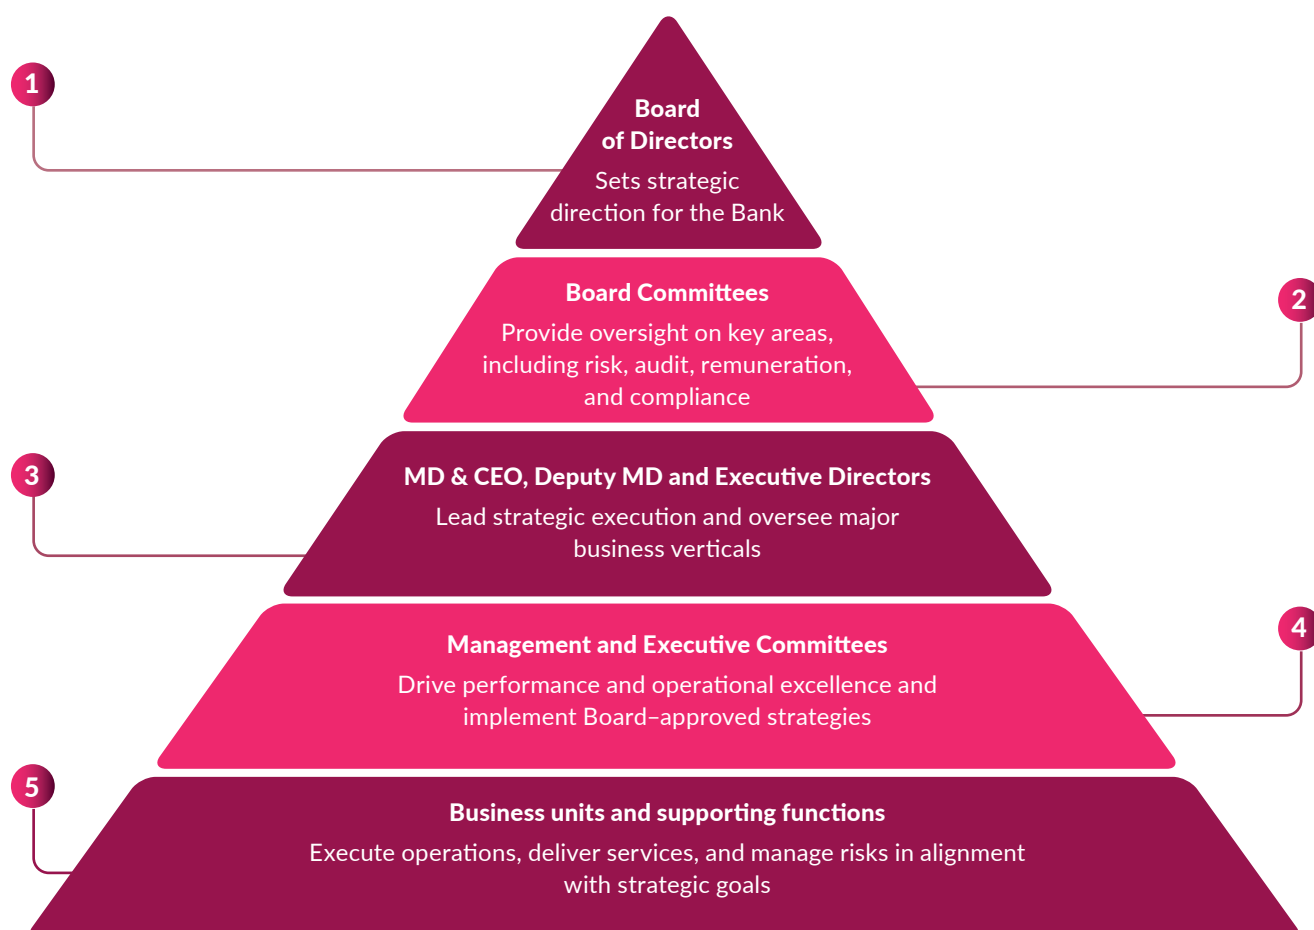 1
Board
of Directors
Sets strategic
direction for the Bank
2
Board Committees
Provide oversight on key areas,
including risk, audit, remuneration,
and compliance
3
MD & CEO, Deputy MD and Executive Directors
Lead strategic execution and oversee major
business verticals
4
Management and Executive Committees
Drive performance and operational excellence and
implement Board–approved strategies
5
Business units and supporting functions
Execute operations, deliver services, and manage risks in alignment
with strategic goals